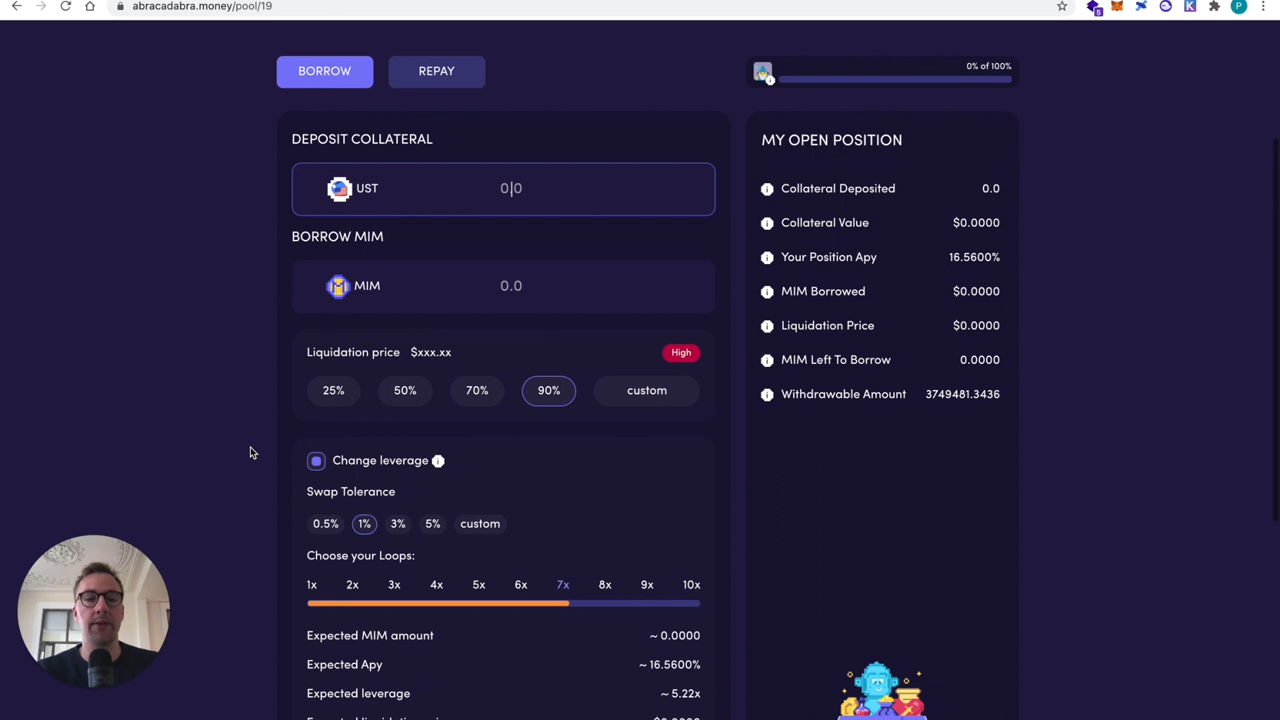 abracadabra.money/pool/19
5
K
P
BORROW
REPAY
0% of 100%
DEPOSIT COLLATERAL
UST
0|0
BORROW MIM
MIM
0.0
Liquidation price $xxx.xx
High
25% 50% 70% 90% custom
Change leverage
Swap Tolerance
0.5% 1% 3% 5% custom
Choose your Loops:
1x 2x 3x 4x 5x 6x 7x 8x 9x 10x
Expected MIM amount ~ 0.0000
Expected Apy ~ 16.5600%
Expected leverage ~ 5.22x
MY OPEN POSITION
Collateral Deposited 0.0
Collateral Value $0.0000
Your Position Apy 16.5600%
MIM Borrowed $0.0000
Liquidation Price $0.0000
MIM Left To Borrow 0.0000
Withdrawable Amount 3749481.3436